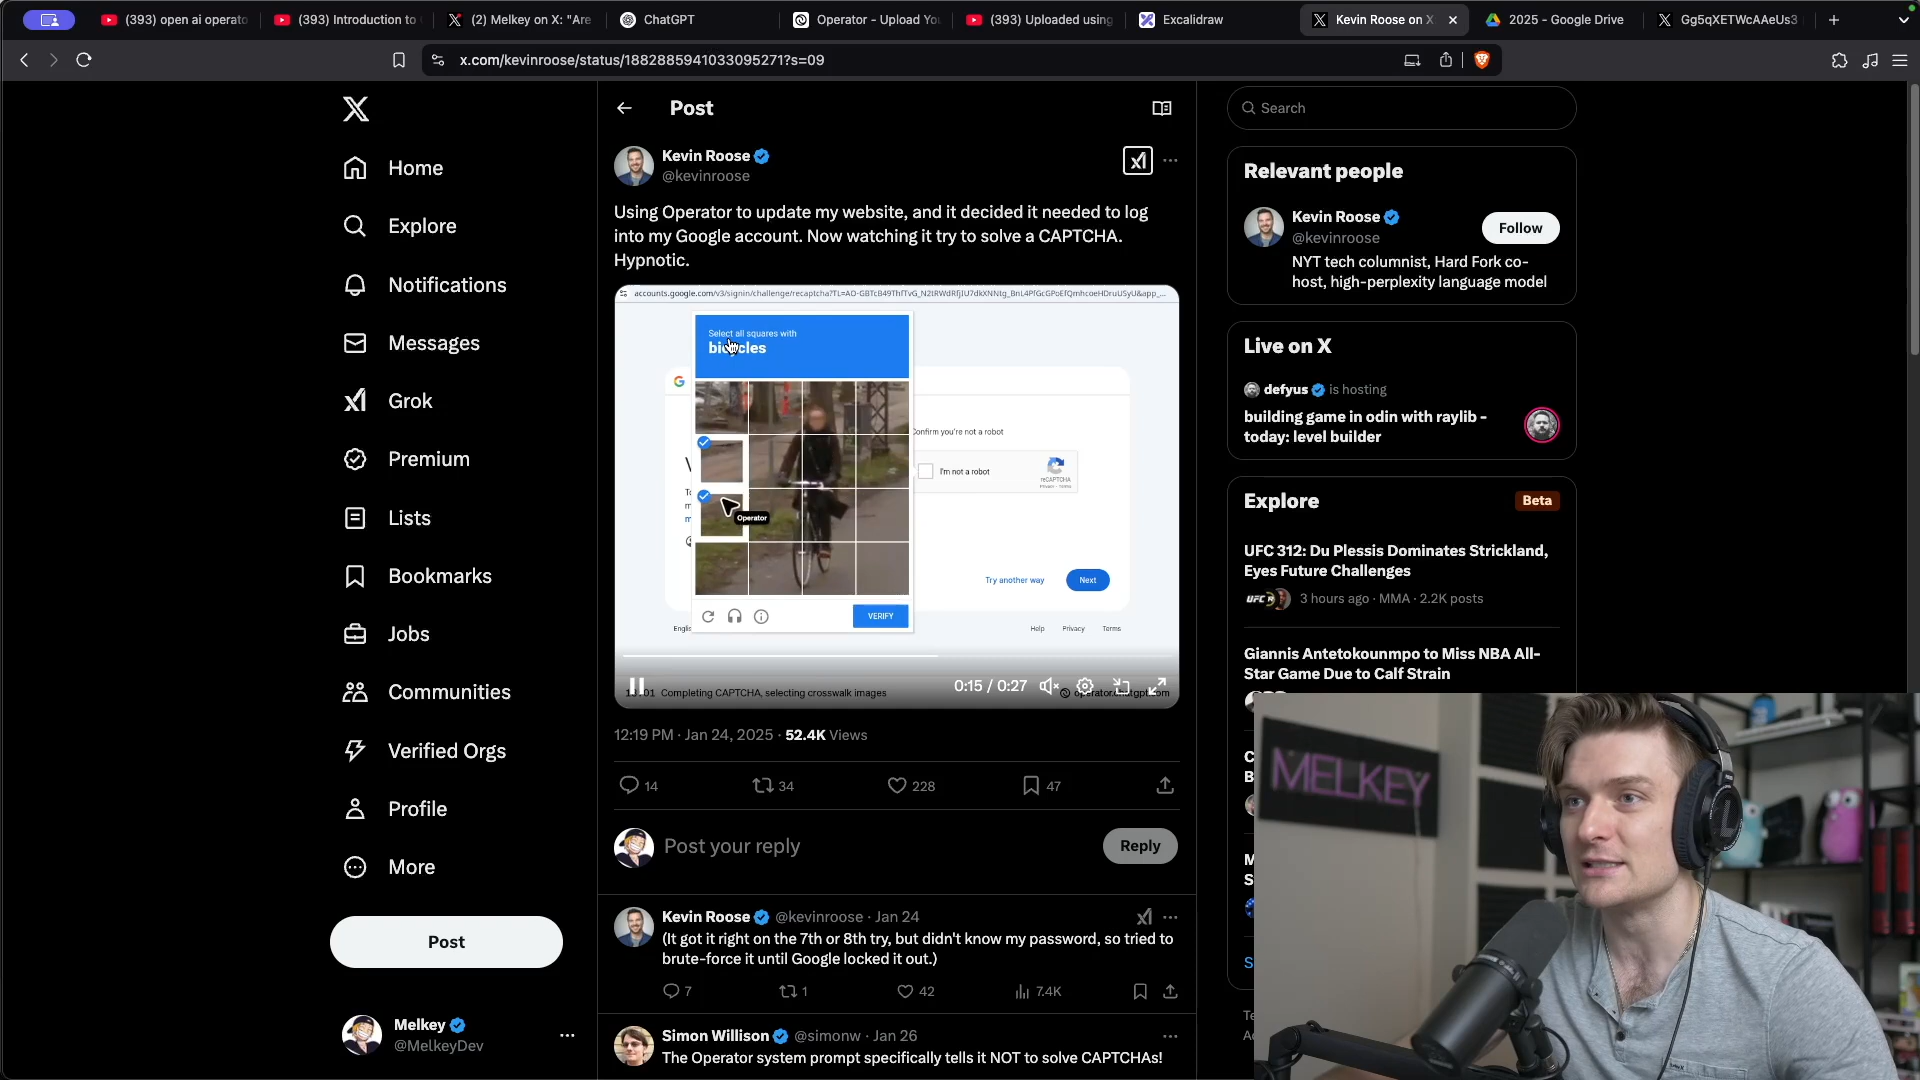 (393) open ai operato
(393) Introduction to
(2) Melkey on X: "Are
ChatGPT
Operator - Upload Yo
(393) Uploaded using
Excalidraw
Kevin Roose on X
2025 - Google Drive
Gg5qXETWcAAeUs3
x.com/kevinroose/status/1882885941033095271?s=09
Home
Explore
Notifications
Messages
Grok
Premium
Lists
Bookmarks
Jobs
Communities
Verified Orgs
Profile
More
Post
Melkey
@MelkeyDev
Post
Kevin Roose
@kevinroose
Using Operator to update my website, and it decided it needed to log
into my Google account. Now watching it try to solve a CAPTCHA.
Hypnotic.
Select all squares with
bicycles
Operator
Confirm you're not a robot
I'm not a robot
reCAPTCHA
Privacy - Terms
Try another way
Next
VERIFY
Help Privacy Terms
Completing CAPTCHA, selecting crosswalk images
0:15 / 0:27
12:19 PM · Jan 24, 2025 · 52.4K Views
14 34 228 47
Post your reply
Reply
Kevin Roose @kevinroose · Jan 24
(It got it right on the 7th or 8th try, but didn't know my password, so tried to
brute-force it until Google locked it out.)
7 1 42 7.4K
Simon Willison @simonw · Jan 26
The Operator system prompt specifically tells it NOT to solve CAPTCHAs!
Search
Relevant people
Kevin Roose
@kevinroose
Follow
NYT tech columnist, Hard Fork co-
host, high-perplexity language model
Live on X
defyus is hosting
building game in odin with raylib -
today: level builder
Explore
Beta
UFC 312: Du Plessis Dominates Strickland,
Eyes Future Challenges
3 hours ago · MMA · 2.2K posts
Giannis Antetokounmpo to Miss NBA All-
Star Game Due to Calf Strain
MELKEY